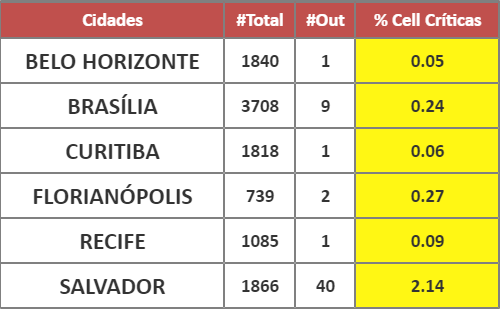 Cidades #Total #Out % Cell Críticas
BELO HORIZONTE 1840 1 0.05
BRASÍLIA 3708 9 0.24
CURITIBA 1818 1 0.06
FLORIANÓPOLIS 739 2 0.27
RECIFE 1085 1 0.09
SALVADOR 1866 40 2.14